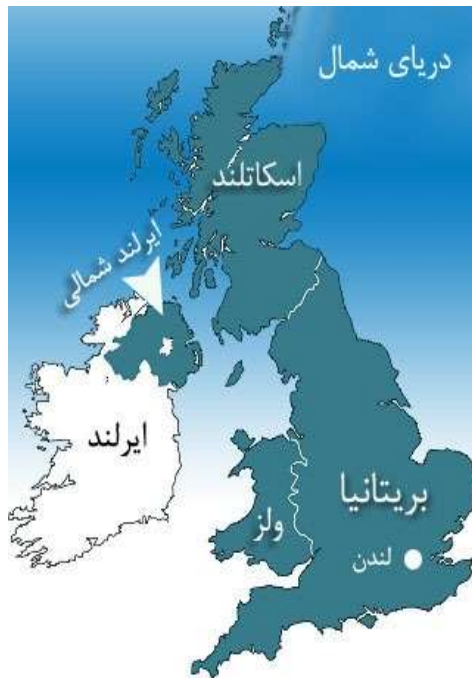 دریای شمال
اسکاتلند
ایرلند شمالی
ایرلند
بریتانیا
ولز
لندن